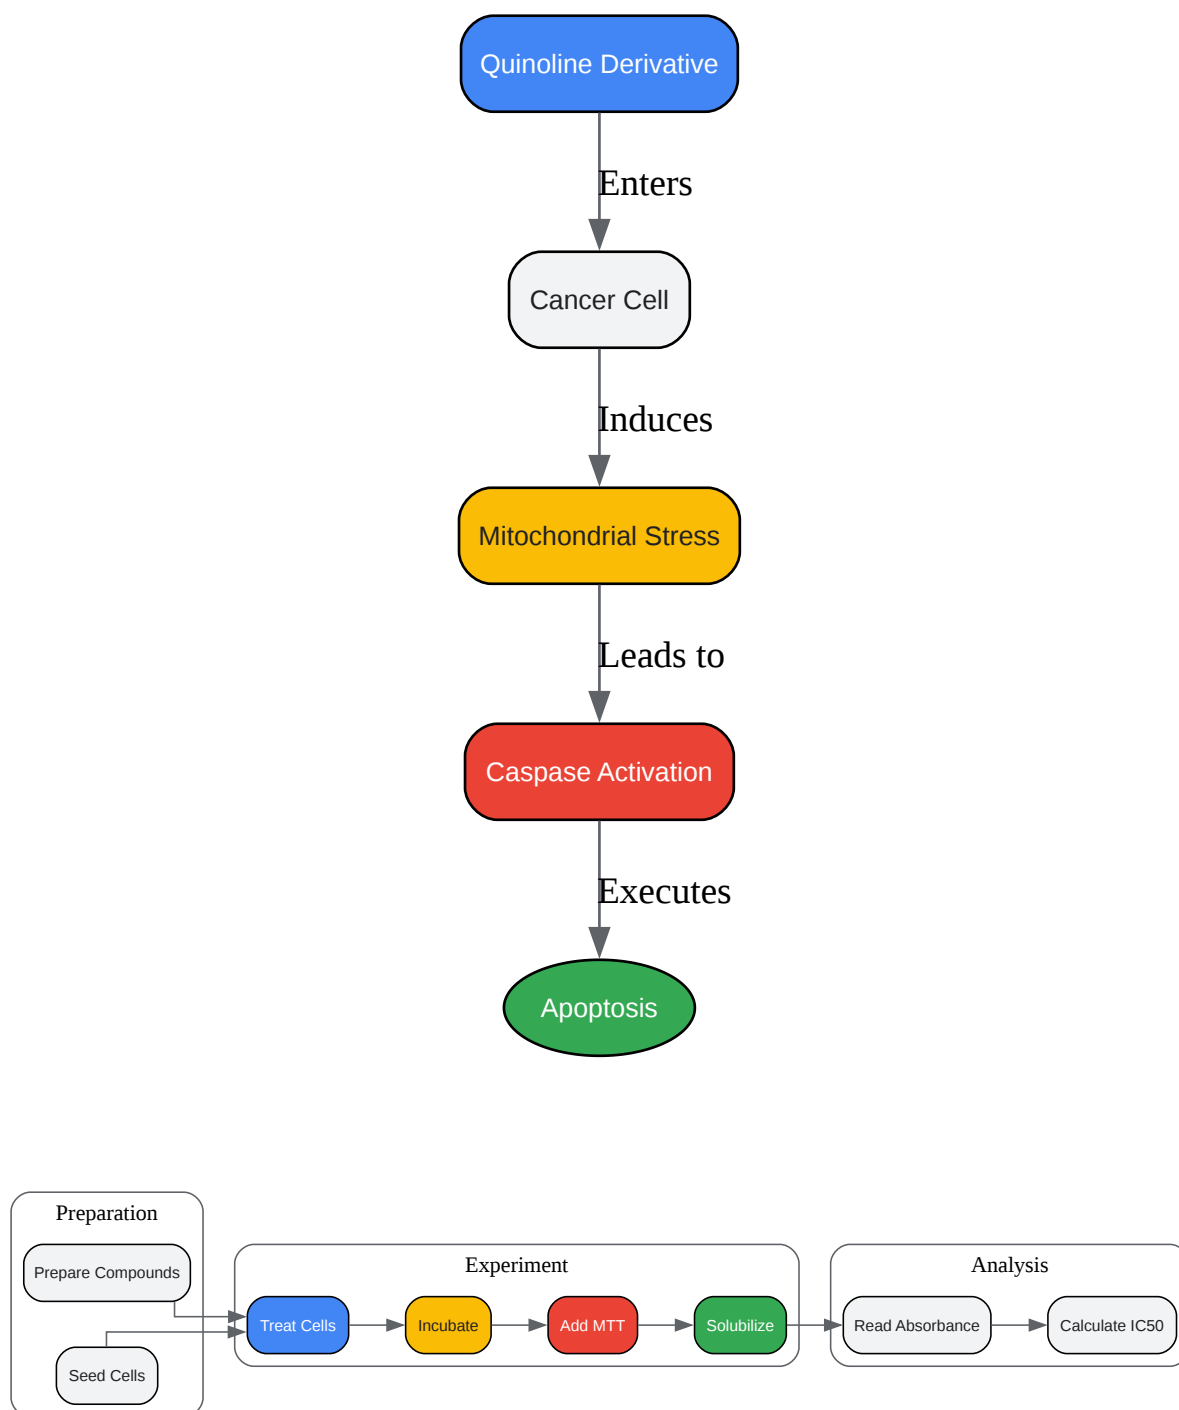 Quinoline Derivative
Enters
Cancer Cell
Induces
Mitochondrial Stress
Leads to
Caspase Activation
Executes
Apoptosis
Preparation
Prepare Compounds
Seed Cells
Experiment
Treat Cells
Incubate
Add MTT
Solubilize
Analysis
Read Absorbance
Calculate IC50